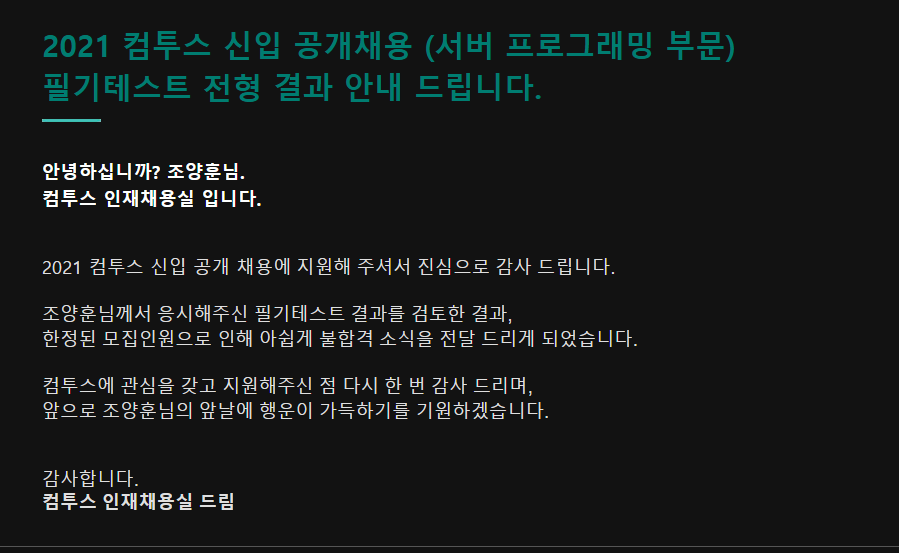 2021 컴투스 신입 공개채용 (서버 프로그래밍 부문)
필기테스트 전형 결과 안내 드립니다.
안녕하십니까? 조양훈님.
컴투스 인재채용실 입니다.
2021 컴투스 신입 공개 채용에 지원해 주셔서 진심으로 감사 드립니다.
조양훈님께서 응시해주신 필기테스트 결과를 검토한 결과,
한정된 모집인원으로 인해 아쉽게 불합격 소식을 전달 드리게 되었습니다.
컴투스에 관심을 갖고 지원해주신 점 다시 한 번 감사 드리며,
앞으로 조양훈님의 앞날에 행운이 가득하기를 기원하겠습니다.
감사합니다.
컴투스 인재채용실 드림